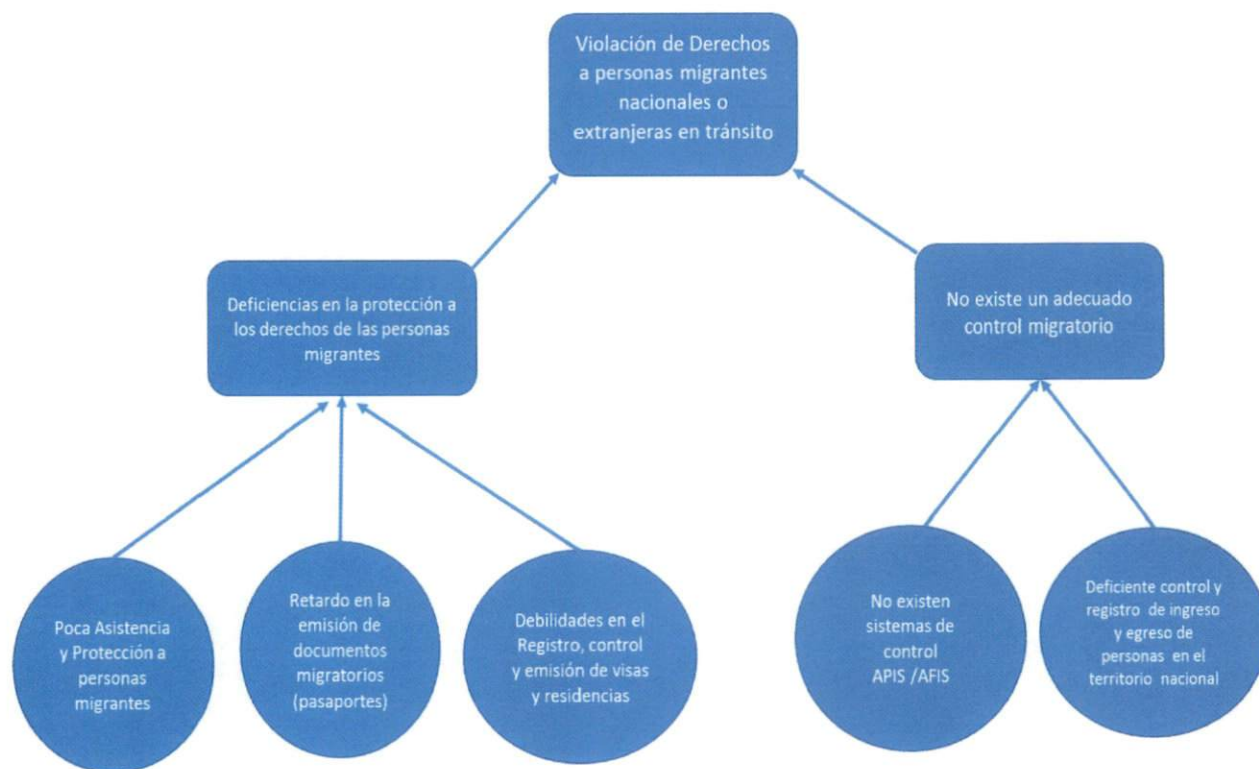 Violación de Derechos
a personas migrantes
nacionales o
extranjeras en tránsito
Deficiencias en la protección a
los derechos de las personas
migrantes
No existe un adecuado
control migratorio
Poca Asistencia
y Protección a
personas
migrantes
Retardo en la
emisión de
documentos
migratorios
(pasaportes)
Debilidades en el
Registro, control
y emisión de visas
y residencias
No existen
sistemas de
control
APIS /AFIS
Deficiente control y
registro de ingreso
y egreso de
personas en el
territorio nacional